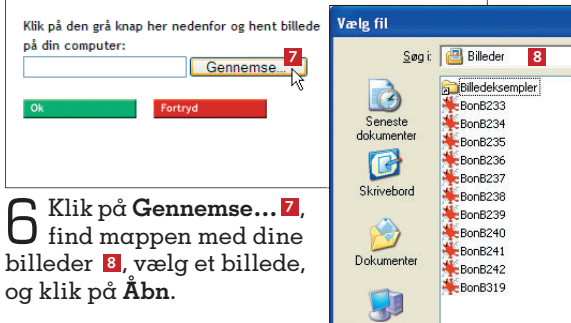 Klik på den grå knap her nedenfor og hent billede
på din computer:
Gennemse... 7
Ok Fortryd
6 Klik på Gennemse... 7,
find mappen med dine
billeder 8, vælg et billede,
og klik på Åbn.
Vælg fil
Søg i: Billeder 8
Seneste
dokumenter
Skrivebord
Dokumenter
Billedeksempler
BonB233
BonB234
BonB235
BonB236
BonB237
BonB238
BonB239
BonB240
BonB241
BonB242
BonB319